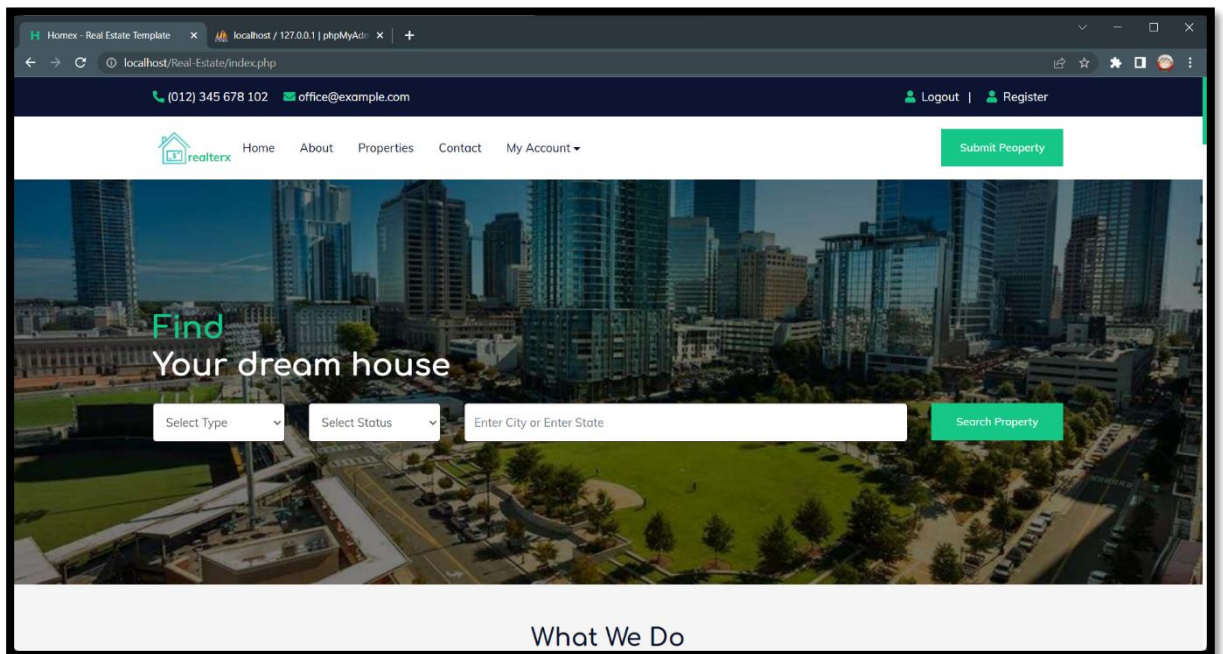 Homex - Real Estate Template
localhost / 127.0.0.1 | phpMyAdm
localhost/Real-Estate/index.php
(012) 345 678 102 office@example.com Logout | Register
realterx Home About Properties Contact My Account Submit Peoperty
Find
Your dream house
Select Type Select Status Enter City or Enter State Search Property
What We Do